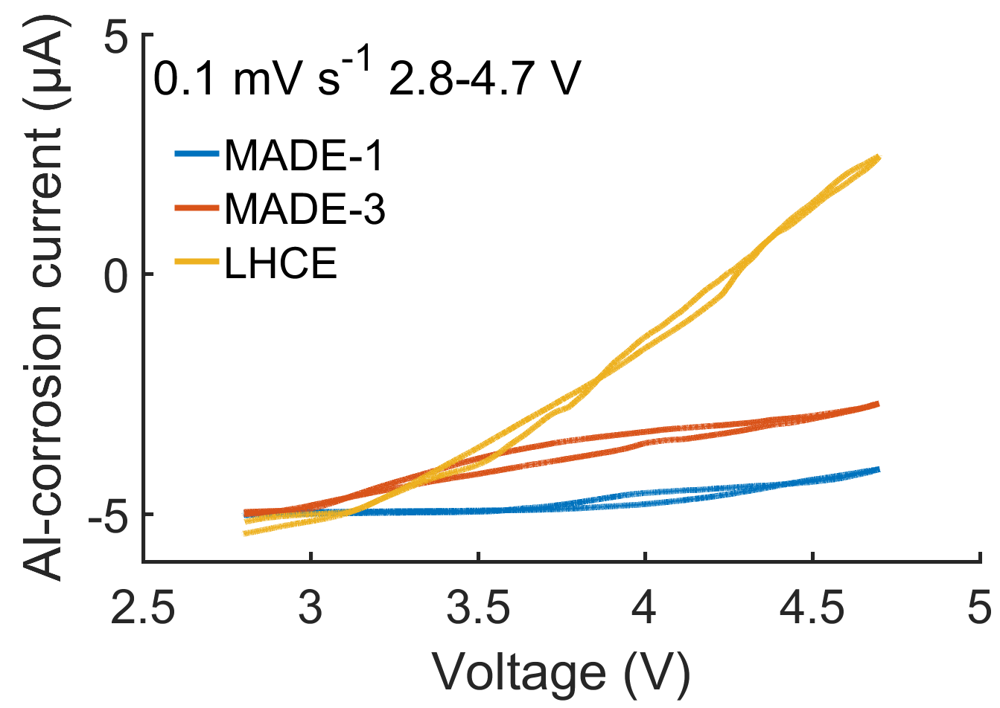 Al-corrosion current (µA)
5
0
-5
0.1 mV s⁻¹ 2.8-4.7 V
MADE-1
MADE-3
LHCE
2.5 3 3.5 4 4.5 5
Voltage (V)